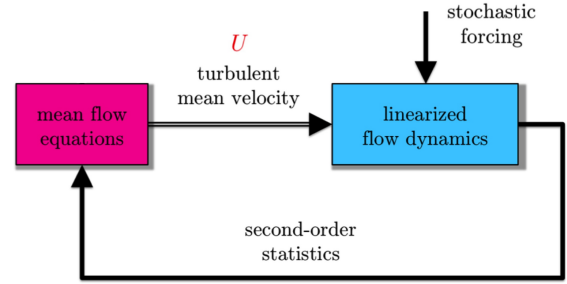 stochastic
forcing
U
turbulent
mean velocity
mean flow
equations
linearized
flow dynamics
second-order
statistics